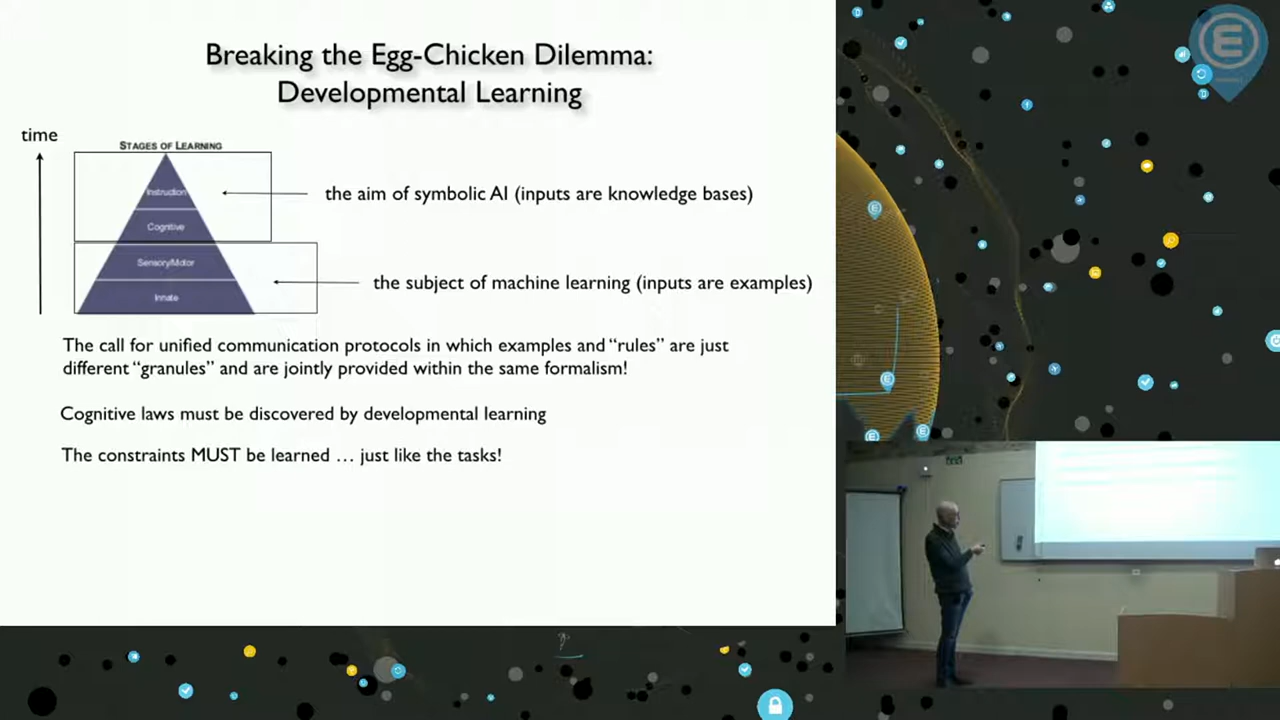 Breaking the Egg-Chicken Dilemma:
Developmental Learning
time
STAGES OF LEARNING
Instruction
the aim of symbolic AI (inputs are knowledge bases)
Cognitive
Sensory/Motor
the subject of machine learning (inputs are examples)
Innate
The call for unified communication protocols in which examples and “rules” are just
different “granules” and are jointly provided within the same formalism!
Cognitive laws must be discovered by developmental learning
The constraints MUST be learned … just like the tasks!